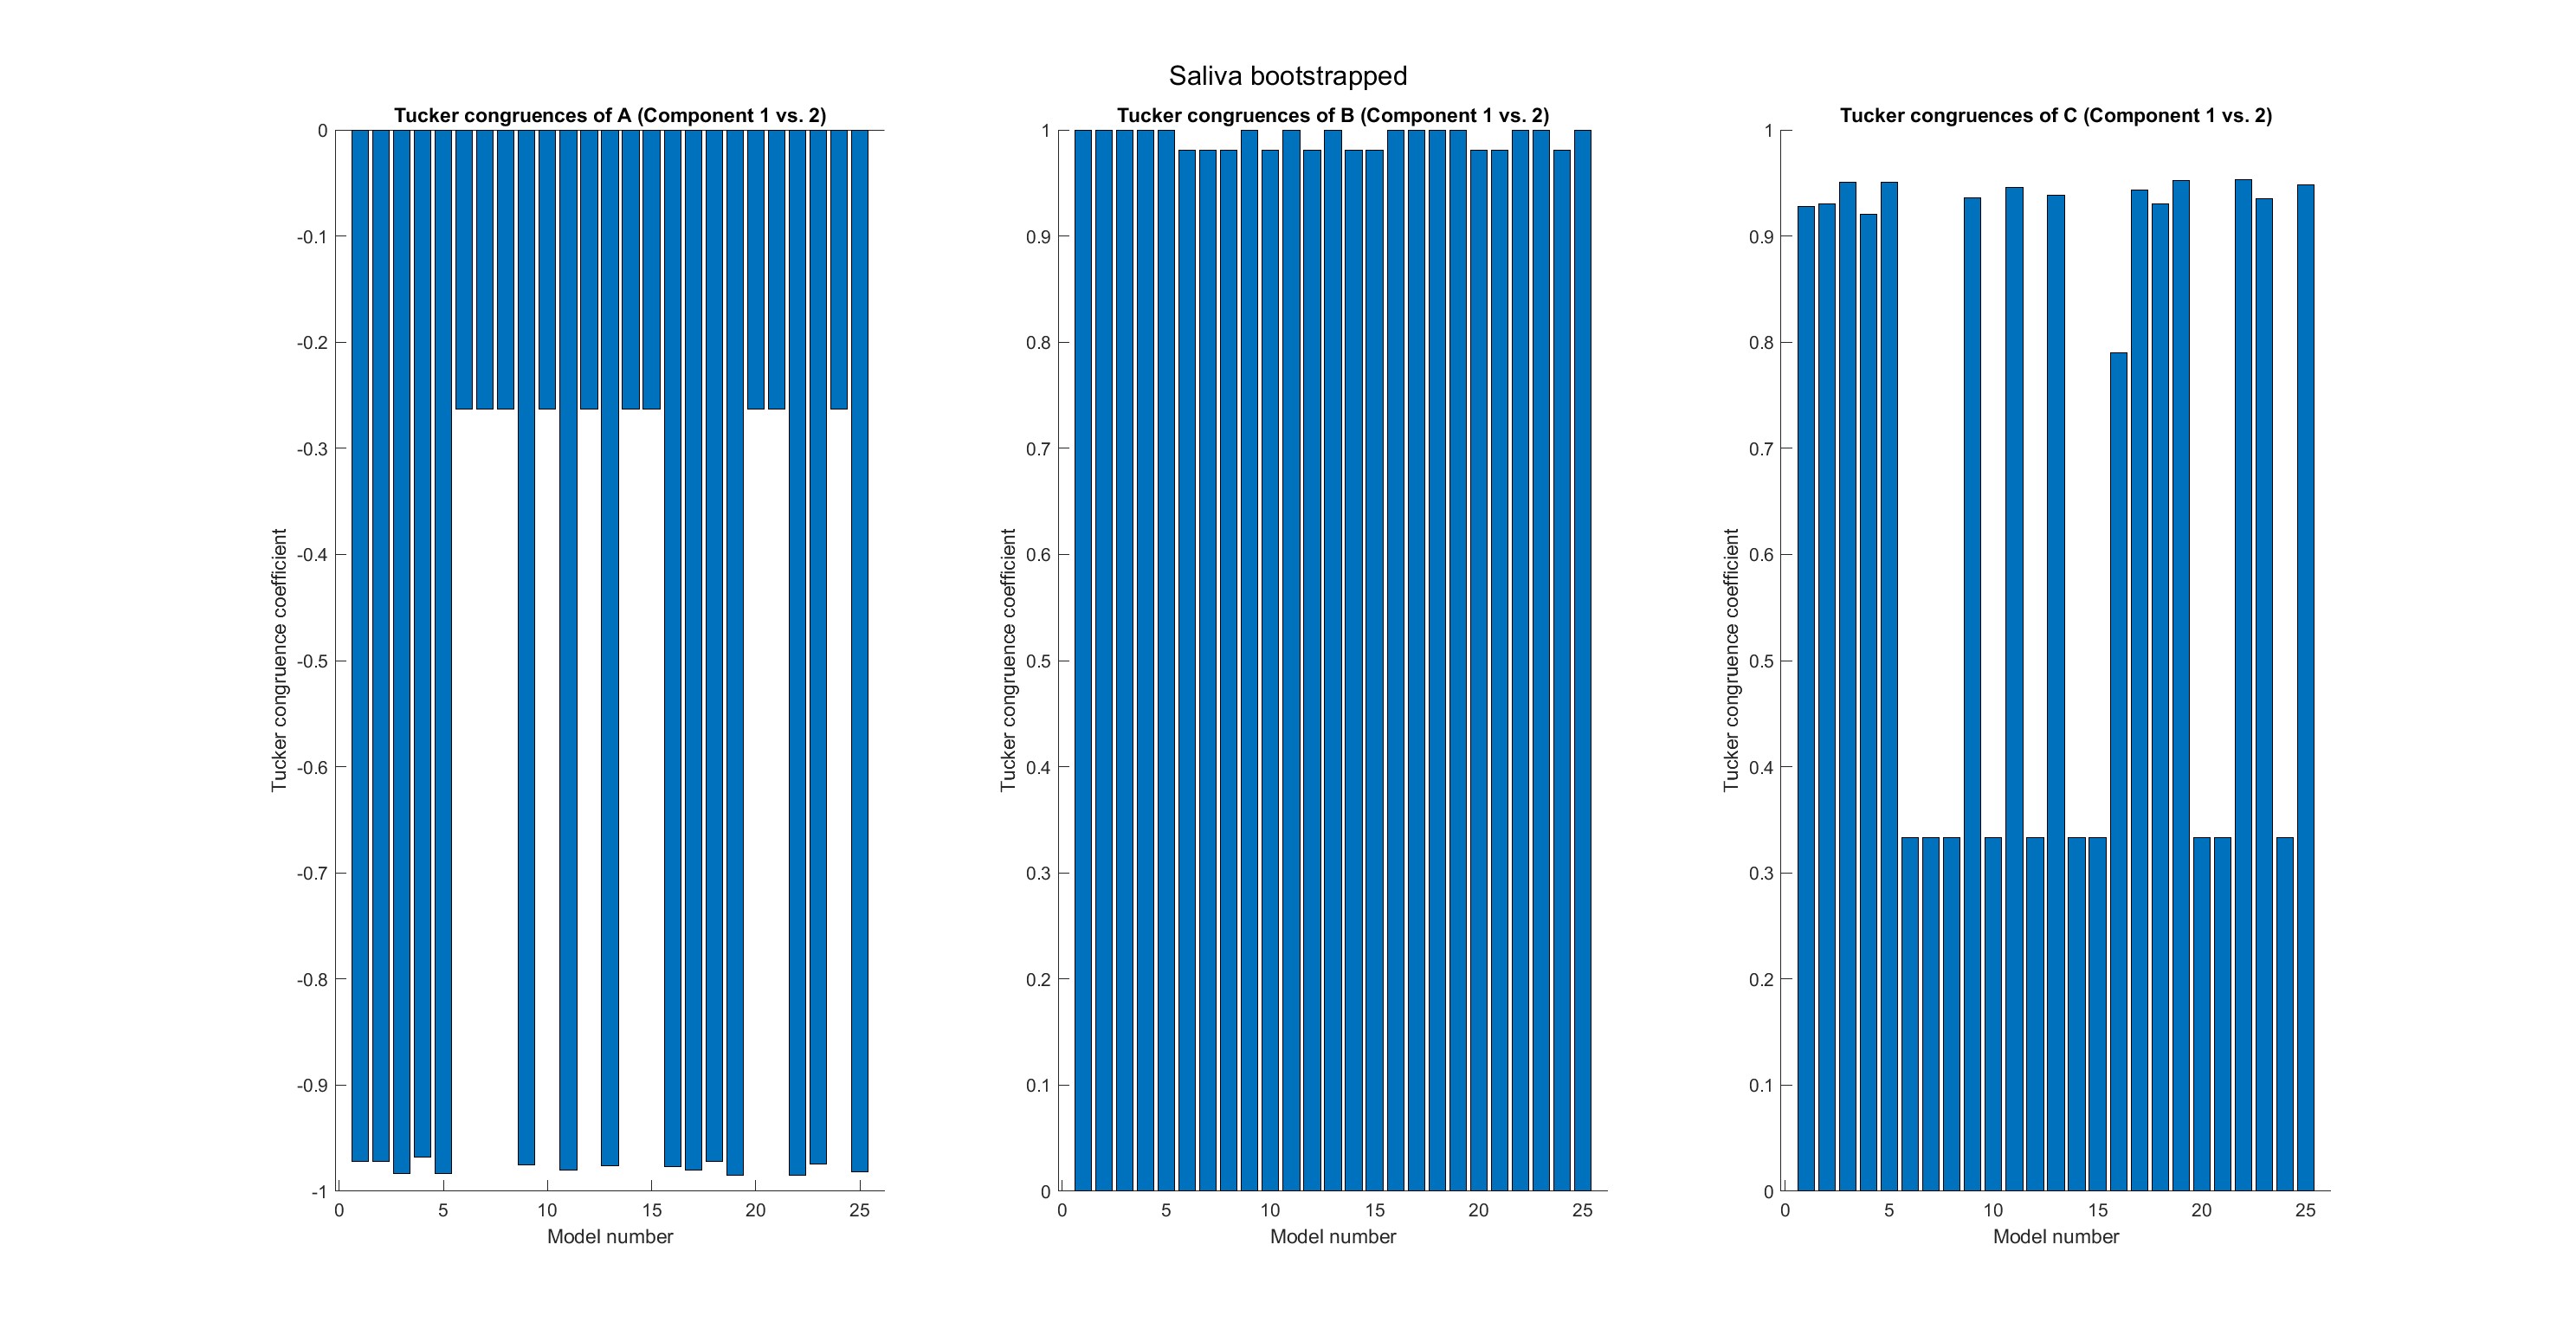 Saliva bootstrapped
Tucker congruences of A (Component 1 vs. 2)
0
-0.1
-0.2
-0.3
-0.4
-0.5
-0.6
-0.7
-0.8
-0.9
-1
Tucker congruence coefficient
0 5 10 15 20 25
Model number
Tucker congruences of B (Component 1 vs. 2)
1
0.9
0.8
0.7
0.6
0.5
0.4
0.3
0.2
0.1
0
Tucker congruence coefficient
0 5 10 15 20 25
Model number
Tucker congruences of C (Component 1 vs. 2)
1
0.9
0.8
0.7
0.6
0.5
0.4
0.3
0.2
0.1
0
Tucker congruence coefficient
0 5 10 15 20 25
Model number